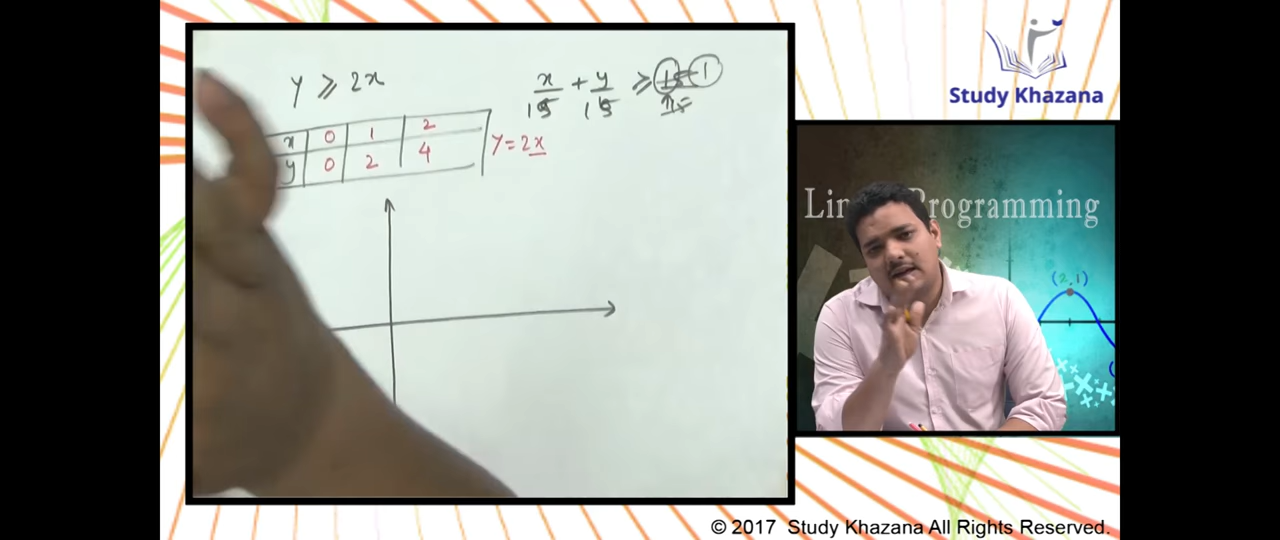 Study Khazana
y ≥ 2x
x/15 + y/15 ≥ 1
x 0 1 2
y 0 2 4
y = 2x
Programming
(2,1)
© 2017 Study Khazana All Rights Reserved.